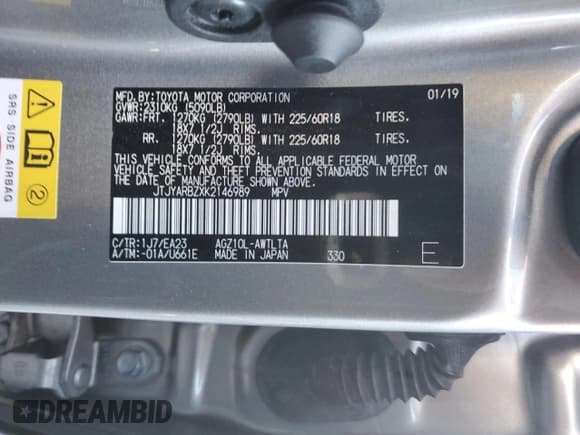 MFD.BY:TOYOTA MOTOR CORPORATION 01/19
GVWR:2310KG (5090LB)
GAWR:FRT. 1270KG (2790LB) WITH 225/60R18 TIRES.
18X7 1/2J RIMS.
RR. 1270KG (2790LB) WITH 225/60R18 TIRES.
18X7 1/2J RIMS.
THIS VEHICLE CONFORMS TO ALL APPLICABLE FEDERAL MOTOR
VEHICLE SAFETY AND THEFT PREVENTION STANDARDS IN
EFFECT ON THE DATE OF MANUFACTURE SHOWN ABOVE.
JTJYARBZXK2146989 MPV
C/TR:1J7/EA23 AGZ10L-AWTLTA
A/TM:-01A/U661E MADE IN JAPAN 330 E
SRS SIDE AIRBAG
2
DREAMBID